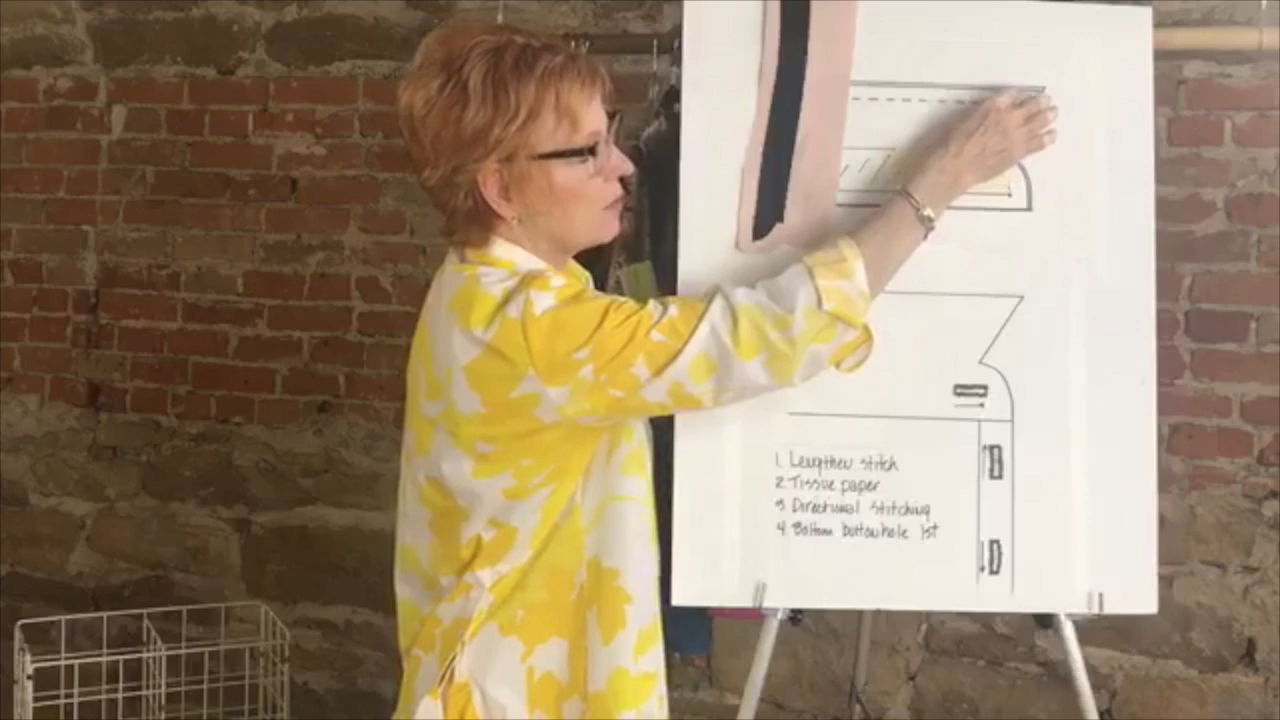 1. Lengthen stitch
2. Tissue paper
3. Directional stitching
4. Bottom buttonhole 1st